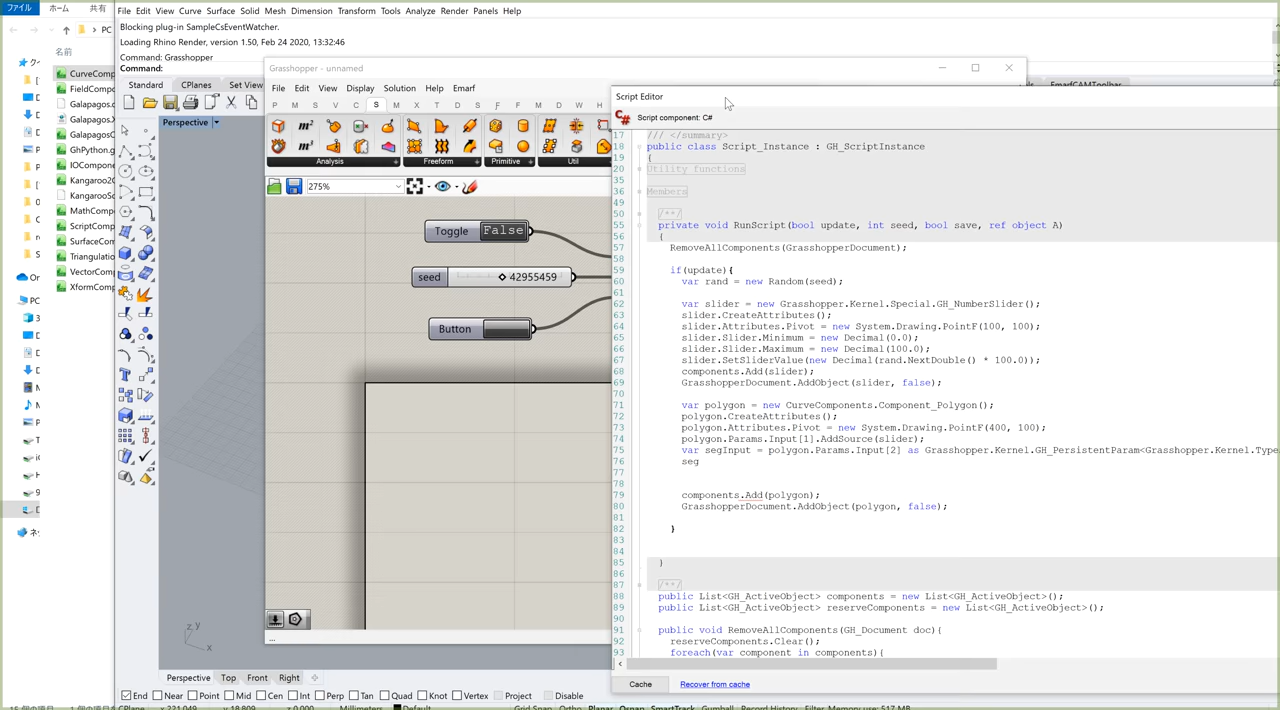 ファイル ホーム 共有
PC
名前
CurveComp
FieldCompo
Galapagos.c
Galapagos.X
GalapagosC
GhPython.g
IOCompone
Kangaroo2C
KangarooSo
MathCompo
ScriptComp
SurfaceCom
Triangulatio
VectorComp
XformComp
File Edit View Curve Surface Solid Mesh Dimension Transform Tools Analyze Render Panels Help
Blocking plug-in SampleCsEventWatcher.
Loading Rhino Render, version 1.50, Feb 24 2020, 13:32:46
Command: Grasshopper
Command:
Standard CPlanes Set View
EmarfCAMToolbar
Perspective
Grasshopper - unnamed
File Edit View Display Solution Help Emarf
P M S V C S M D S F M T D E
Analysis Freeform Primitive Util
275%
Toggle False
seed 42955459
Button
...
Script Editor
Script component: C#
17 /// </summary>
18 public class Script_Instance : GH_ScriptInstance
19 {
20 Utility functions
35
36 Members
49
50 /**/
55 private void RunScript(bool update, int seed, bool save, ref object A)
56 {
57 RemoveAllComponents(GrasshopperDocument);
58
59 if(update){
60 var rand = new Random(seed);
61
62 var slider = new Grasshopper.Kernel.Special.GH_NumberSlider();
63 slider.CreateAttributes();
64 slider.Attributes.Pivot = new System.Drawing.PointF(100, 100);
65 slider.Slider.Minimum = new Decimal(0.0);
66 slider.Slider.Maximum = new Decimal(100.0);
67 slider.SetSliderValue(new Decimal(rand.NextDouble() * 100.0));
68 components.Add(slider);
69 GrasshopperDocument.AddObject(slider, false);
70
71 var polygon = new CurveComponents.Component_Polygon();
72 polygon.CreateAttributes();
73 polygon.Attributes.Pivot = new System.Drawing.PointF(400, 100);
74 polygon.Params.Input[1].AddSource(slider);
75 var segInput = polygon.Params.Input[2] as Grasshopper.Kernel.GH_PersistentParam<Grasshopper.Kernel.Type
76 seg
77
78
79 components.Add(polygon);
80 GrasshopperDocument.AddObject(polygon, false);
81
82 }
83
84
85 }
86
87 /**/
88 public List<GH_ActiveObject> components = new List<GH_ActiveObject>();
89 public List<GH_ActiveObject> reserveComponents = new List<GH_ActiveObject>();
90
91 public void RemoveAllComponents(GH_Document doc){
92 reserveComponents.Clear();
93 foreach(var component in components){
Cache Recover from cache
z y
x
Perspective Top Front Right
End Near Point Mid Cen Int Perp Tan Quad Knot Vertex Project Disable
CPlane x 221.049 y 18.809 z 0.000 Millimeters Default Grid Snap Ortho Planar Osnap SmartTrack Gumball Record History Filter Memory use: 517 MB